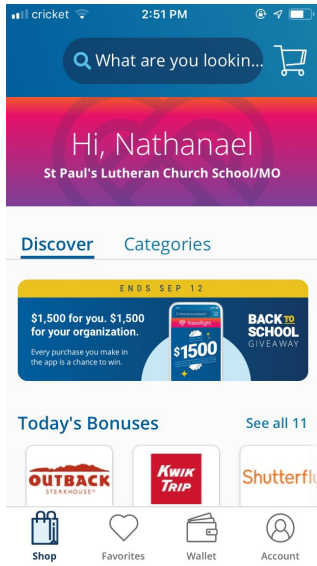 cricket 2:51 PM
What are you lookin...
Hi, Nathanael
St Paul's Lutheran Church School/MO
Discover Categories
ENDS SEP 12
$1,500 for you. $1,500
for your organization.
Every purchase you make in
the app is a chance to win.
RaiseRight
$1500
BACK TO
SCHOOL
GIVEAWAY
Today's Bonuses See all 11
OUTBACK
STEAKHOUSE®
KWIK
TRIP
Shutterfl
Shop Favorites Wallet Account